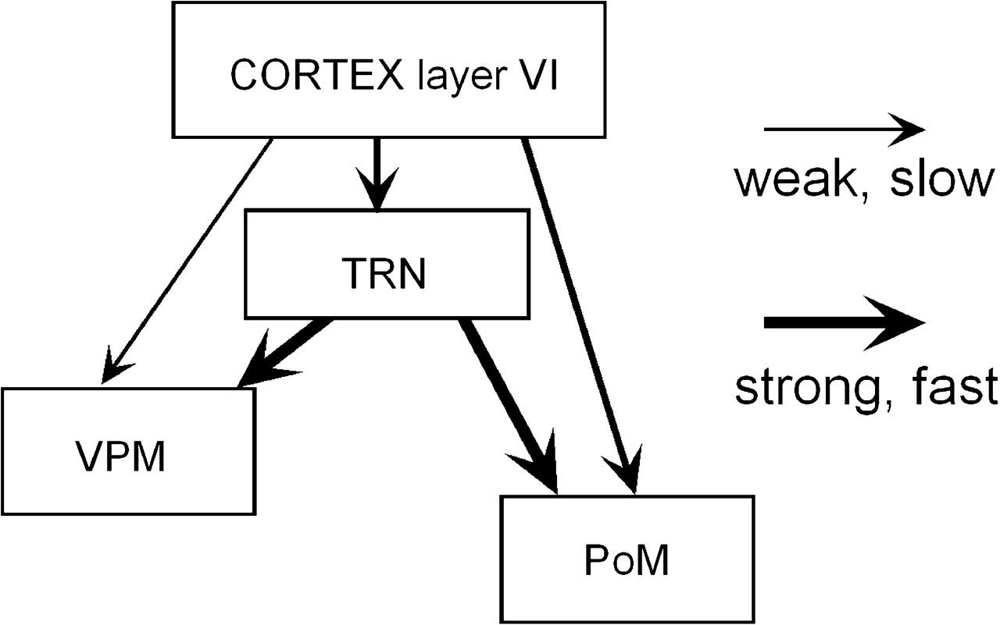 CORTEX layer VI
weak, slow
TRN
strong, fast
VPM
PoM